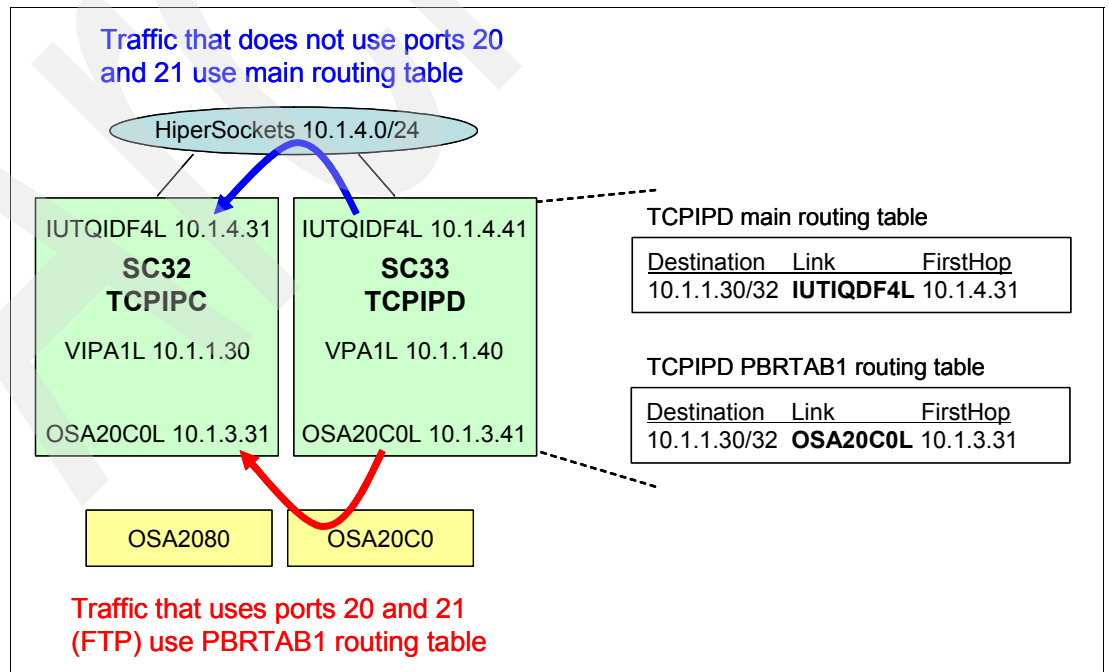 Traffic that does not use ports 20
and 21 use main routing table
HiperSockets 10.1.4.0/24
IUTQIDF4L 10.1.4.31
SC32
TCPIPC
VIPA1L 10.1.1.30
OSA20C0L 10.1.3.31
IUTQIDF4L 10.1.4.41
SC33
TCPIPD
VPA1L 10.1.1.40
OSA20C0L 10.1.3.41
TCPIPD main routing table
Destination Link FirstHop
10.1.1.30/32 IUTIQDF4L 10.1.4.31
TCPIPD PBRTAB1 routing table
Destination Link FirstHop
10.1.1.30/32 OSA20C0L 10.1.3.31
OSA2080
OSA20C0
Traffic that uses ports 20 and 21
(FTP) use PBRTAB1 routing table